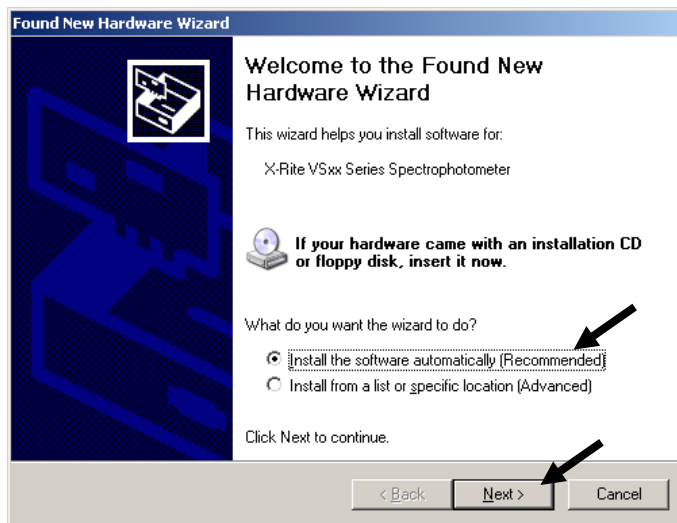 Found New Hardware Wizard
Welcome to the Found New
Hardware Wizard
This wizard helps you install software for:
X-Rite VSxx Series Spectrophotometer
If your hardware came with an installation CD
or floppy disk, insert it now.
What do you want the wizard to do?
Install the software automatically (Recommended)
Install from a list or specific location (Advanced)
Click Next to continue.
< Back Next > Cancel